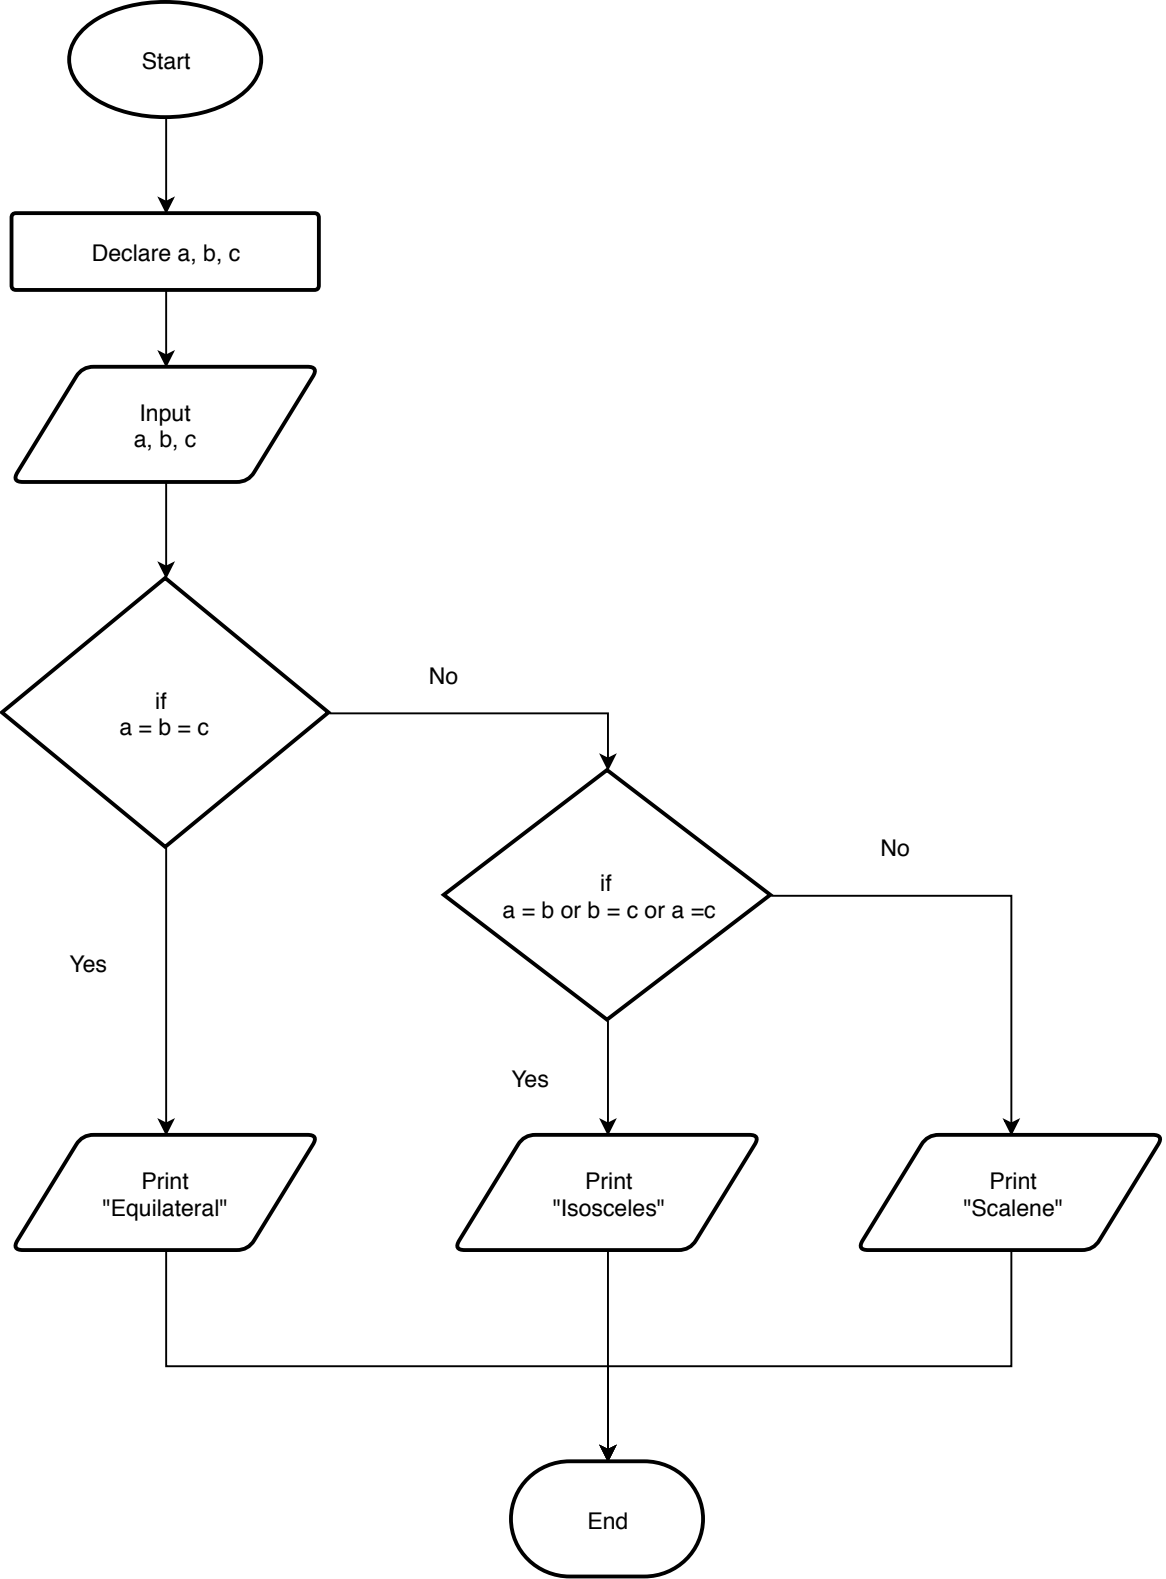 Start
Declare a, b, c
Input
a, b, c
if
a = b = c
No
if
a = b or b = c or a =c
No
Yes
Yes
Print
"Equilateral"
Print
"Isosceles"
Print
"Scalene"
End